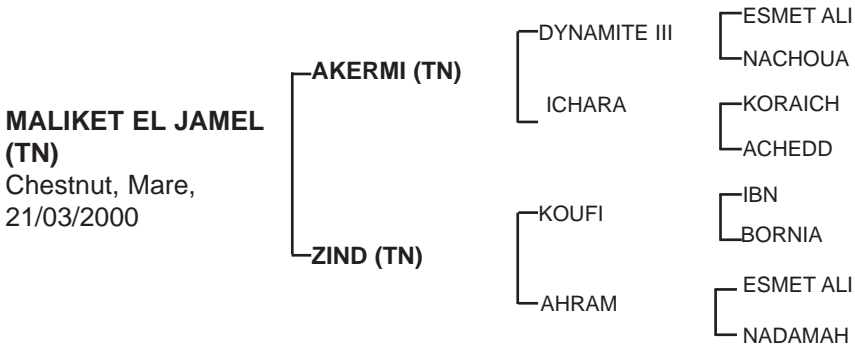 MALIKET EL JAMEL
(TN)
Chestnut, Mare,
21/03/2000
AKERMI (TN)
ZIND (TN)
DYNAMITE III
ICHARA
KOUFI
AHRAM
ESMET ALI
NACHOUA
KORAICH
ACHEDD
IBN
BORNIA
ESMET ALI
NADAMAH